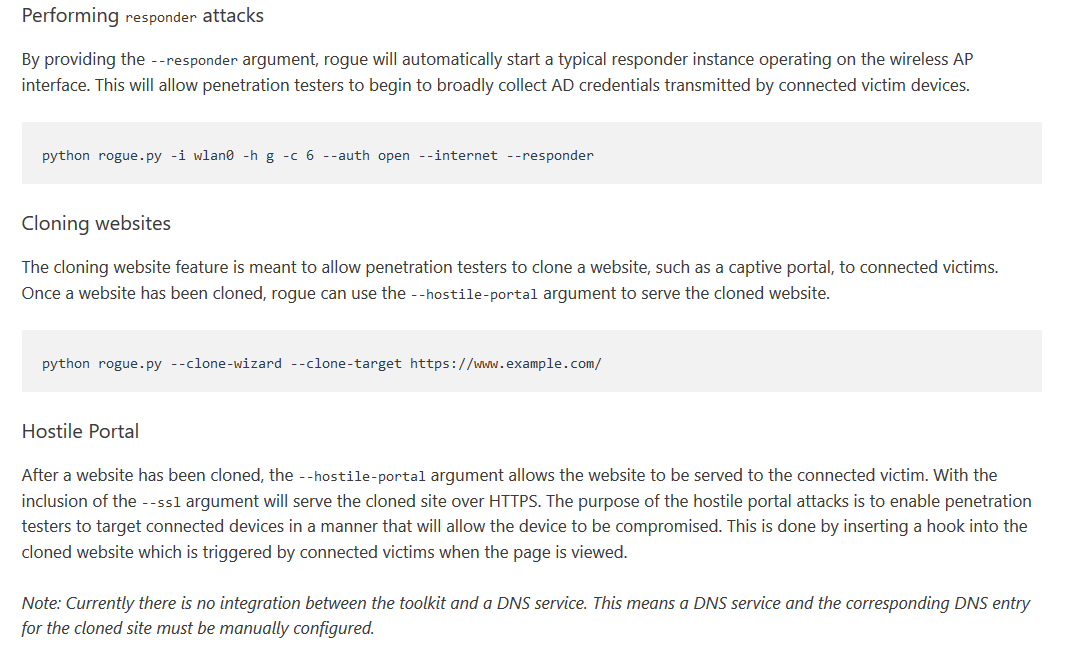 Performing responder attacks
By providing the --responder argument, rogue will automatically start a typical responder instance operating on the wireless AP
interface. This will allow penetration testers to begin to broadly collect AD credentials transmitted by connected victim devices.
python rogue.py -i wlan0 -h g -c 6 --auth open --internet --responder
Cloning websites
The cloning website feature is meant to allow penetration testers to clone a website, such as a captive portal, to connected victims.
Once a website has been cloned, rogue can use the --hostile-portal argument to serve the cloned website.
python rogue.py --clone-wizard --clone-target https://www.example.com/
Hostile Portal
After a website has been cloned, the --hostile-portal argument allows the website to be served to the connected victim. With the
inclusion of the --ssl argument will serve the cloned site over HTTPS. The purpose of the hostile portal attacks is to enable penetration
testers to target connected devices in a manner that will allow the device to be compromised. This is done by inserting a hook into the
cloned website which is triggered by connected victims when the page is viewed.
Note: Currently there is no integration between the toolkit and a DNS service. This means a DNS service and the corresponding DNS entry
for the cloned site must be manually configured.